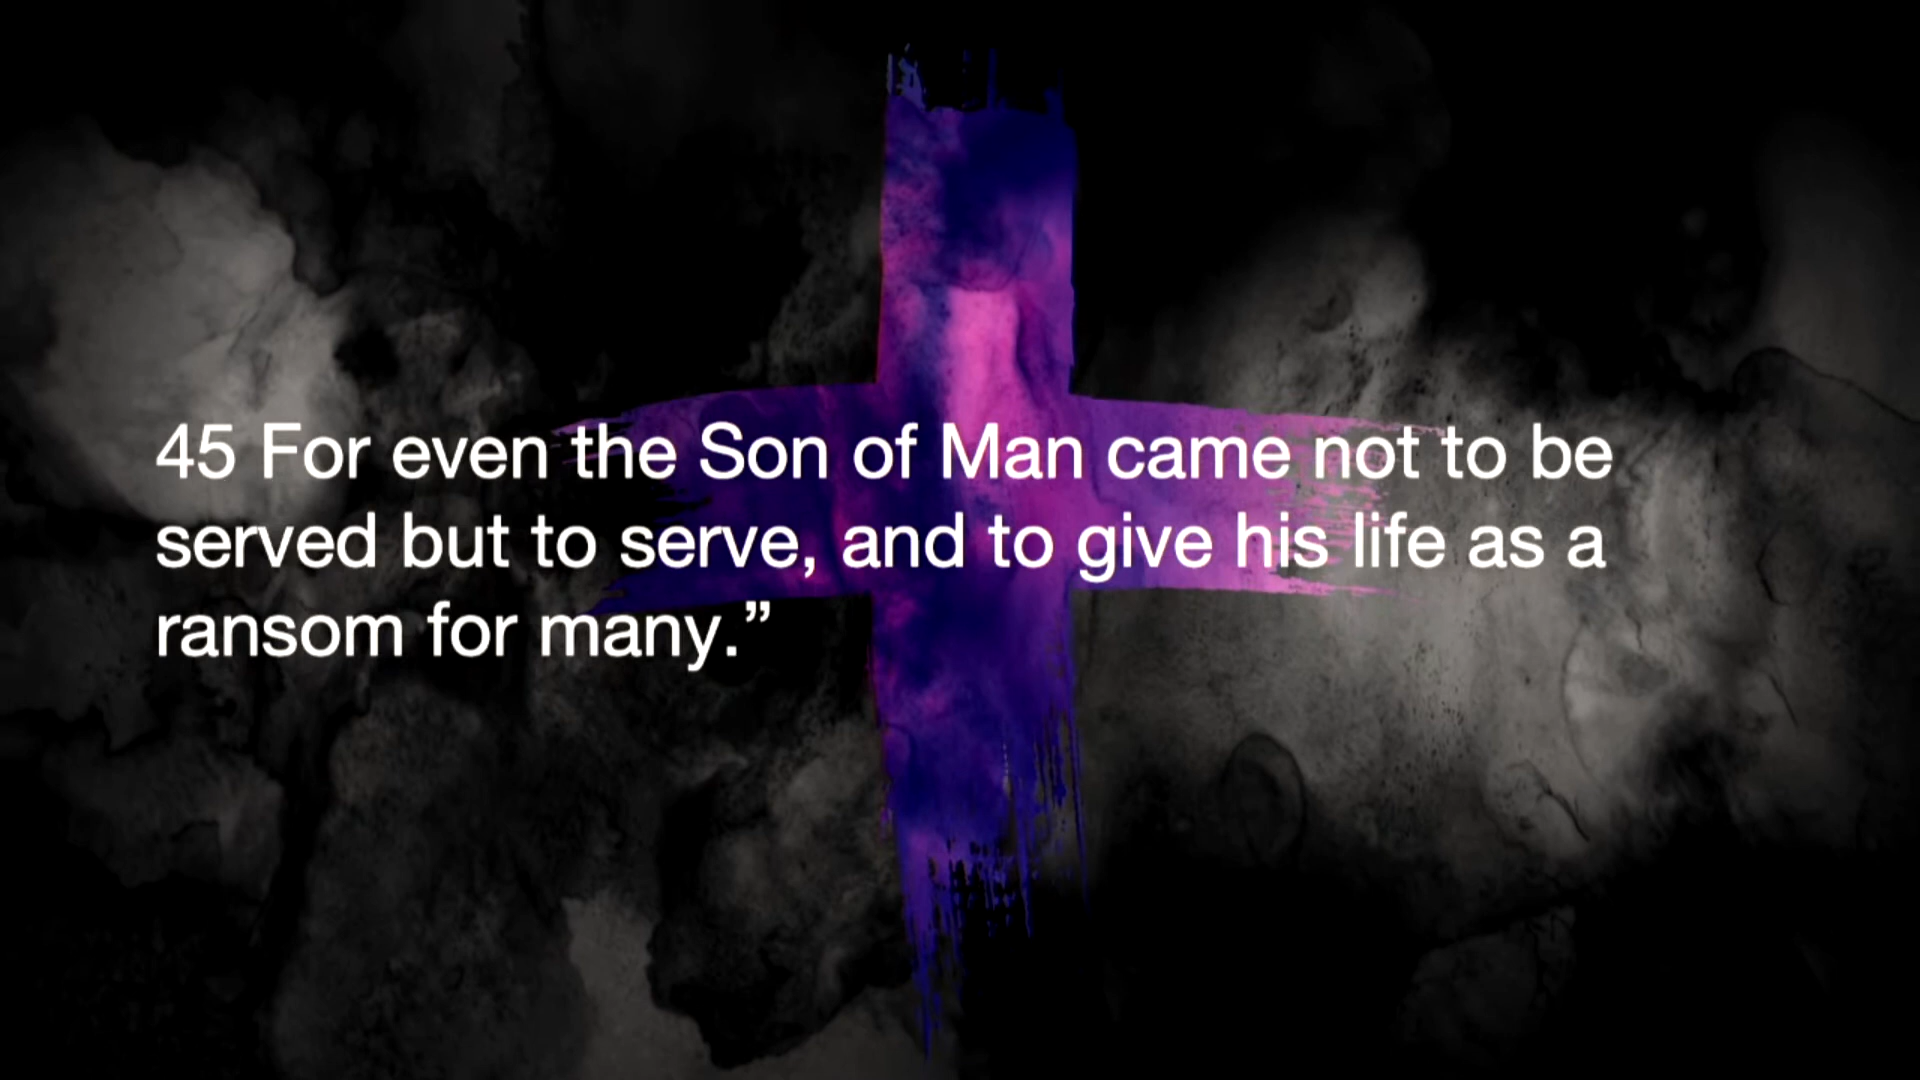 45 For even the Son of Man came not to be
served but to serve, and to give his life as a
ransom for many.”